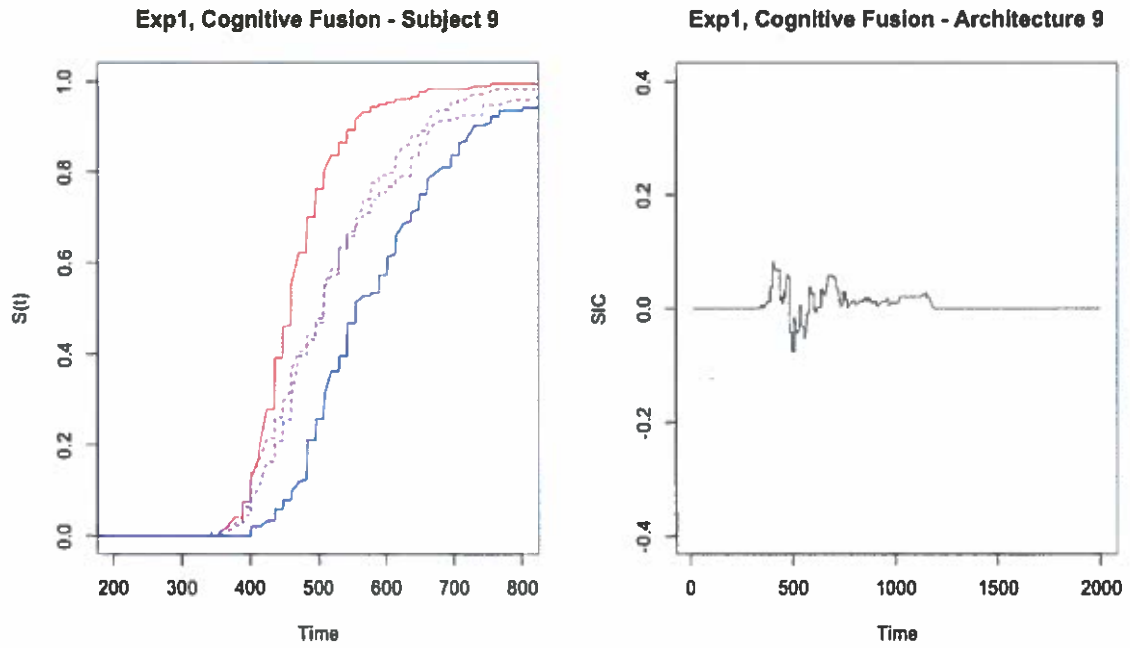 Exp1, Cognitive Fusion - Subject 9
S(t)
1.0
0.8
0.6
0.4
0.2
0.0
200 300 400 500 600 700 800
Time
Exp1, Cognitive Fusion - Architecture 9
SIC
0.4
0.2
0.0
-0.2
-0.4
0 500 1000 1500 2000
Time